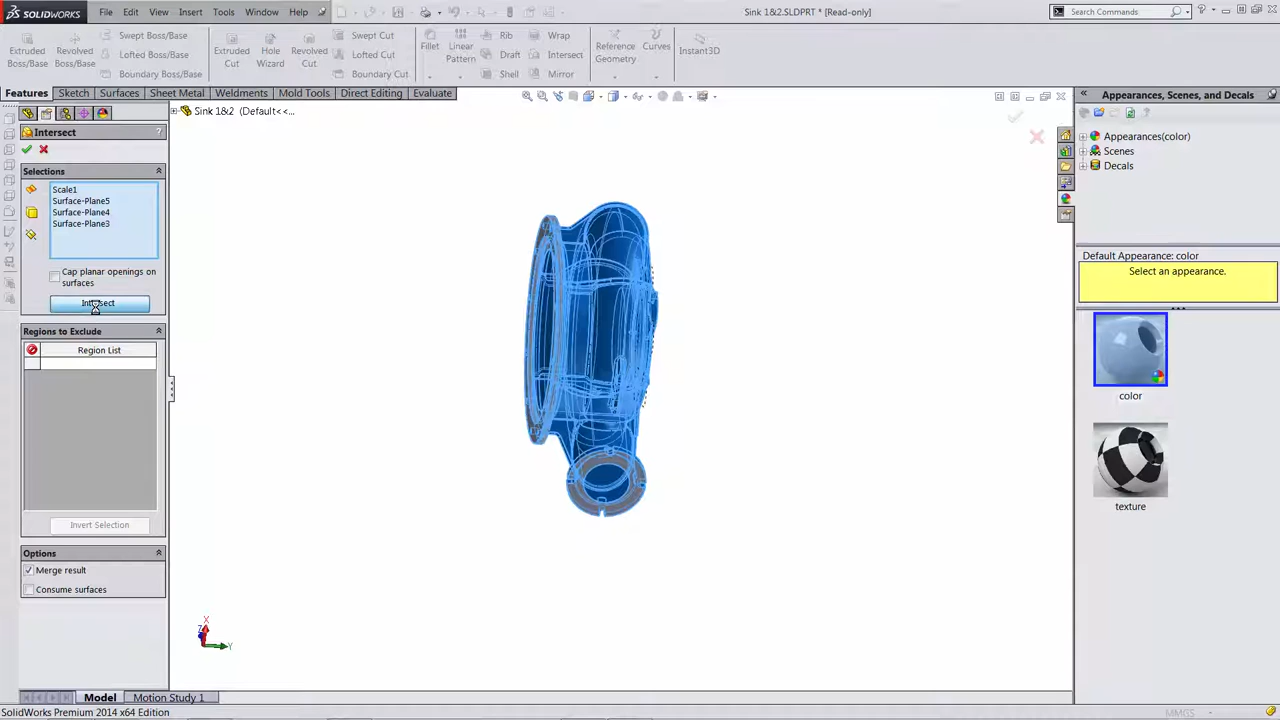 SOLIDWORKS
File Edit View Insert Tools Window Help
Sink 1&2.SLDPRT * [Read-only]
Search Commands
Extruded Boss/Base
Revolved Boss/Base
Swept Boss/Base
Lofted Boss/Base
Boundary Boss/Base
Extruded Cut
Hole Wizard
Revolved Cut
Swept Cut
Lofted Cut
Boundary Cut
Fillet
Linear Pattern
Rib
Draft
Shell
Wrap
Intersect
Mirror
Reference Geometry
Curves
Instant3D
Features Sketch Surfaces Sheet Metal Weldments Mold Tools Direct Editing Evaluate
Sink 1&2 (Default<<...
Intersect
?
Selections
Scale1
Surface-Plane5
Surface-Plane4
Surface-Plane3
Cap planar openings on
surfaces
Intersect
Regions to Exclude
Region List
Invert Selection
Options
Merge result
Consume surfaces
X
Z
Y
Appearances, Scenes, and Decals
Appearances(color)
Scenes
Decals
Default Appearance: color
Select an appearance.
color
texture
Model Motion Study 1
SolidWorks Premium 2014 x64 Edition
MMGS